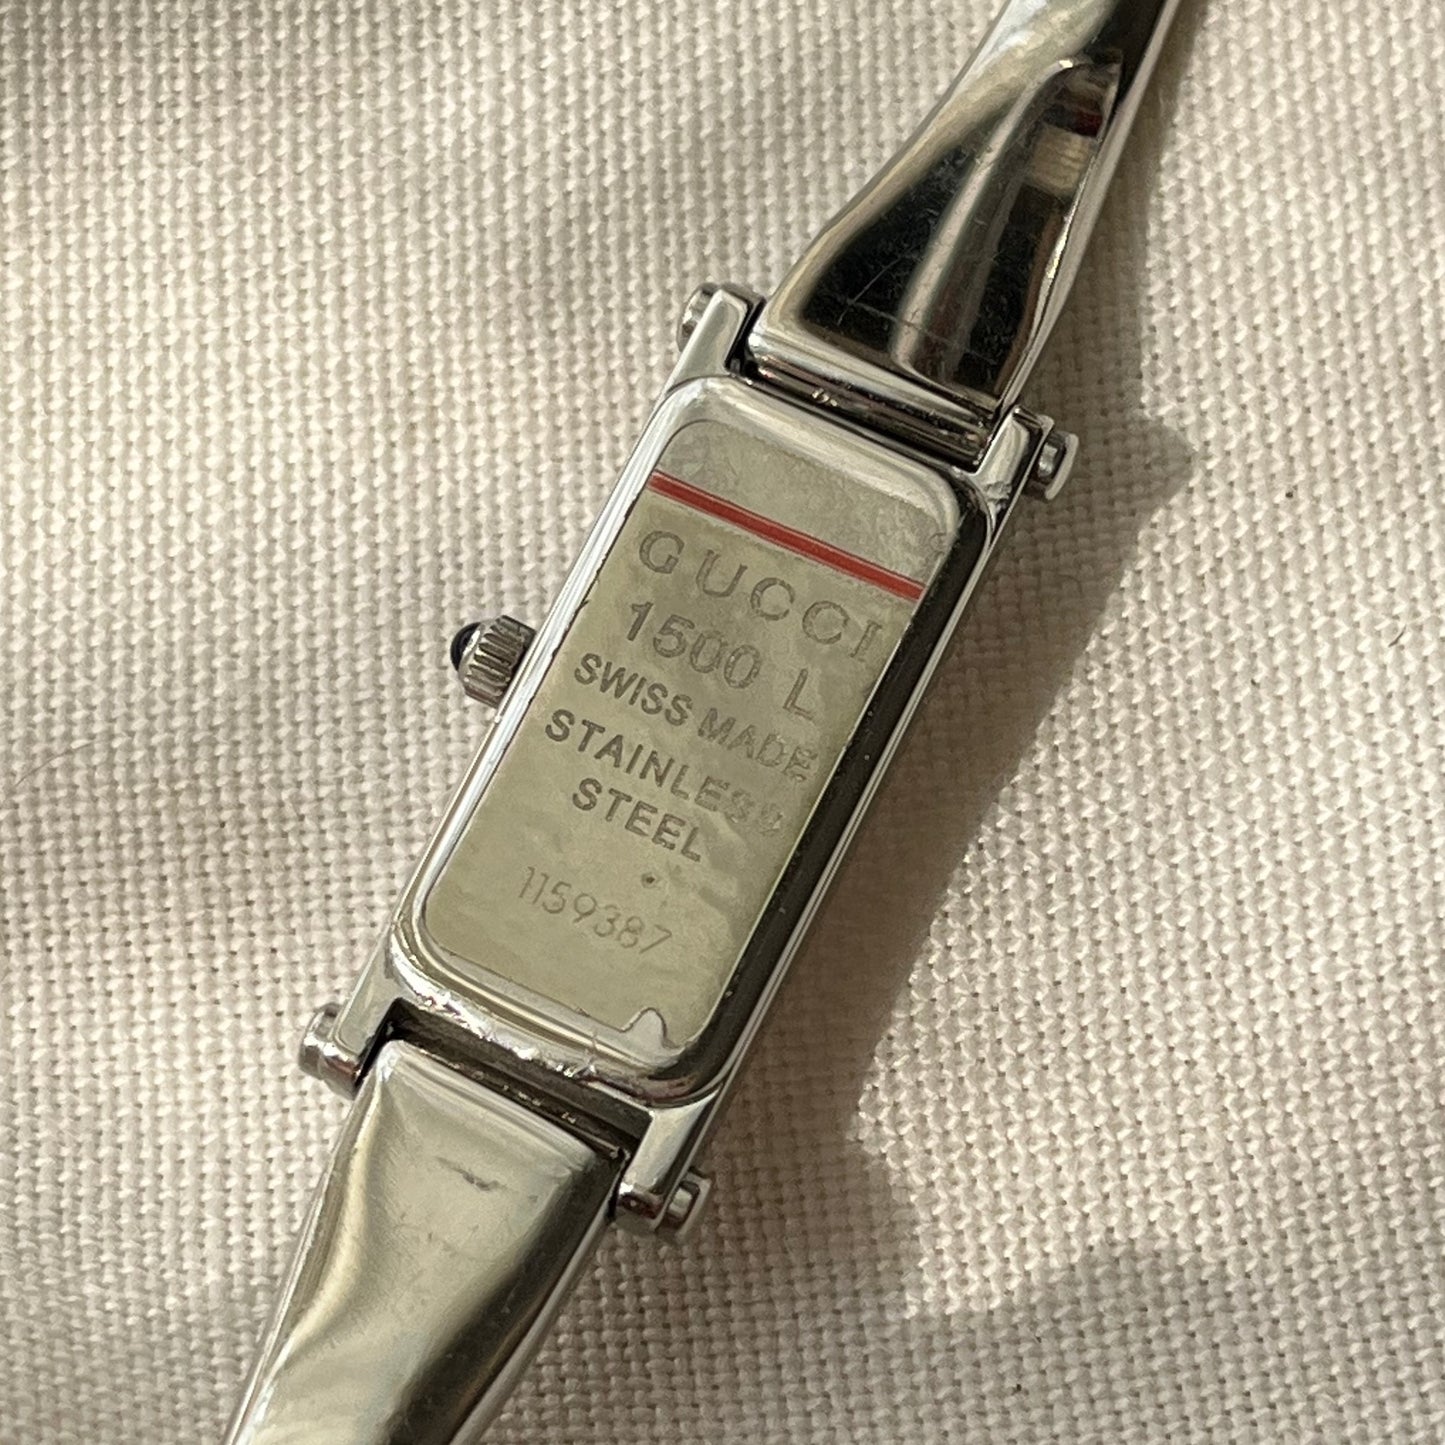 GUCCI
1500 L
SWISS MADE
STAINLESS
STEEL
1159387